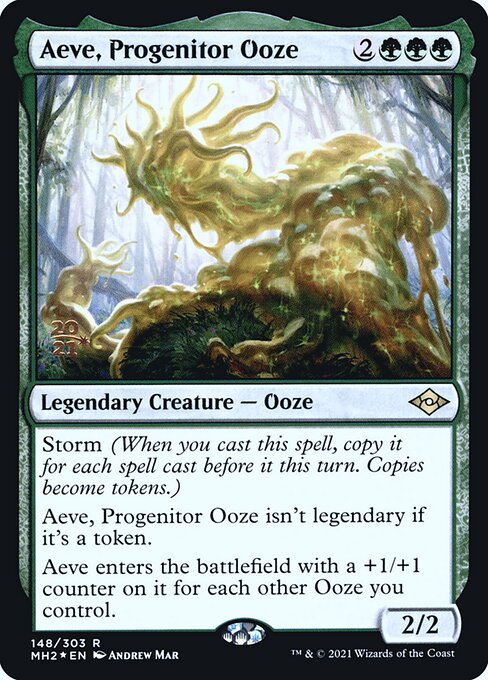 Aeve, Progenitor Ooze 2
20
21
Legendary Creature — Ooze
Storm (When you cast this spell, copy it
for each spell cast before it this turn. Copies
become tokens.)
Aeve, Progenitor Ooze isn't legendary if
it's a token.
Aeve enters the battlefield with a +1/+1
counter on it for each other Ooze you
control.
2/2
148/303 R
MH2★EN Andrew Mar
™ & © 2021 Wizards of the Coast